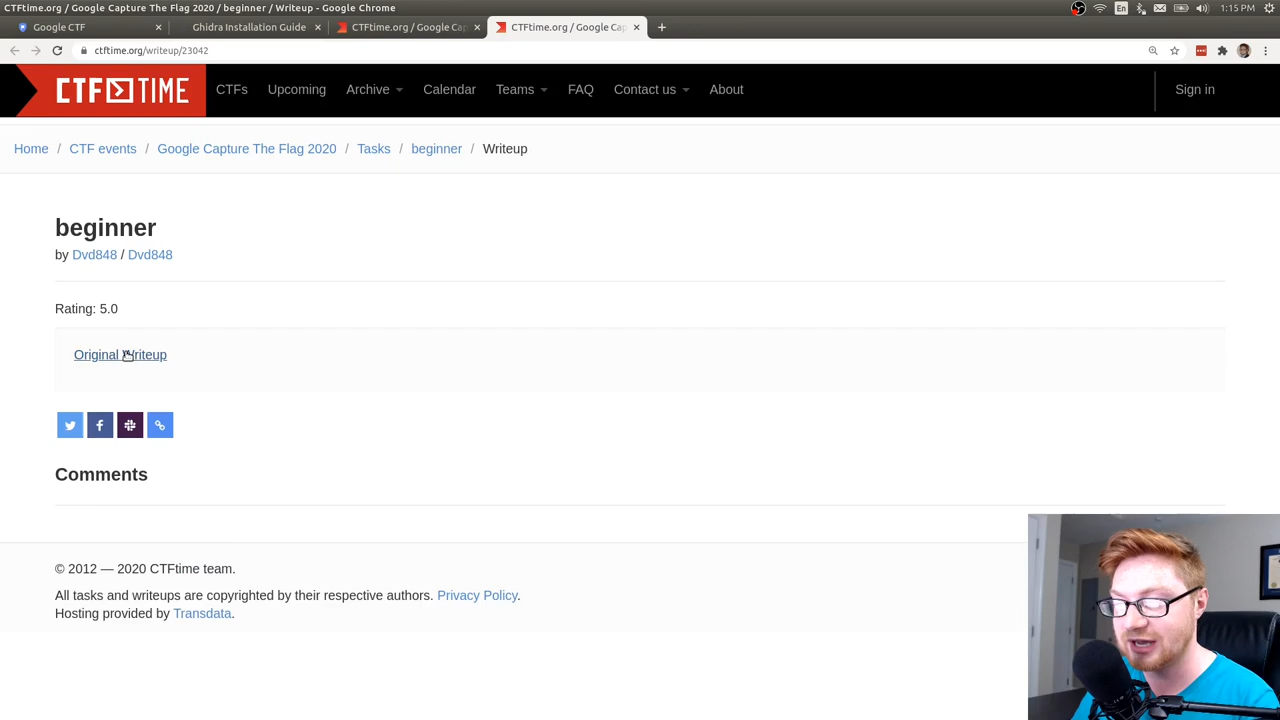 CTFtime.org / Google Capture The Flag 2020 / beginner / Writeup - Google Chrome
En 1:15 PM
Google CTF
Ghidra Installation Guide
CTFtime.org / Google Cap
CTFtime.org / Google Cap
ctftime.org/writeup/23042
CTF TIME
CTFs
Upcoming
Archive
Calendar
Teams
FAQ
Contact us
About
Sign in
Home / CTF events / Google Capture The Flag 2020 / Tasks / beginner / Writeup
beginner
by Dvd848 / Dvd848
Rating: 5.0
Original Writeup
Comments
© 2012 — 2020 CTFtime team.
All tasks and writeups are copyrighted by their respective authors. Privacy Policy.
Hosting provided by Transdata.